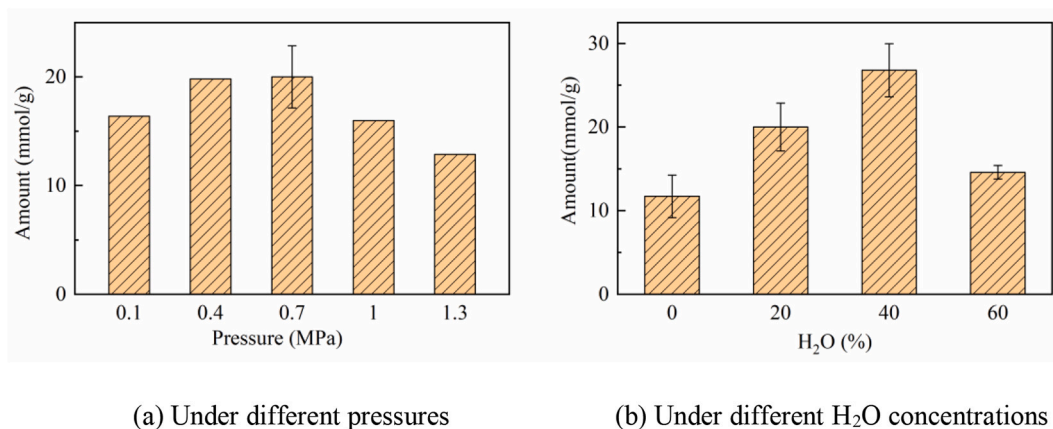 Amount (mmol/g)
20
10
0
0.1 0.4 0.7 1 1.3
Pressure (MPa)
Amount(mmol/g)
30
20
10
0
0 20 40 60
H₂O (%)
(a) Under different pressures
(b) Under different H₂O concentrations